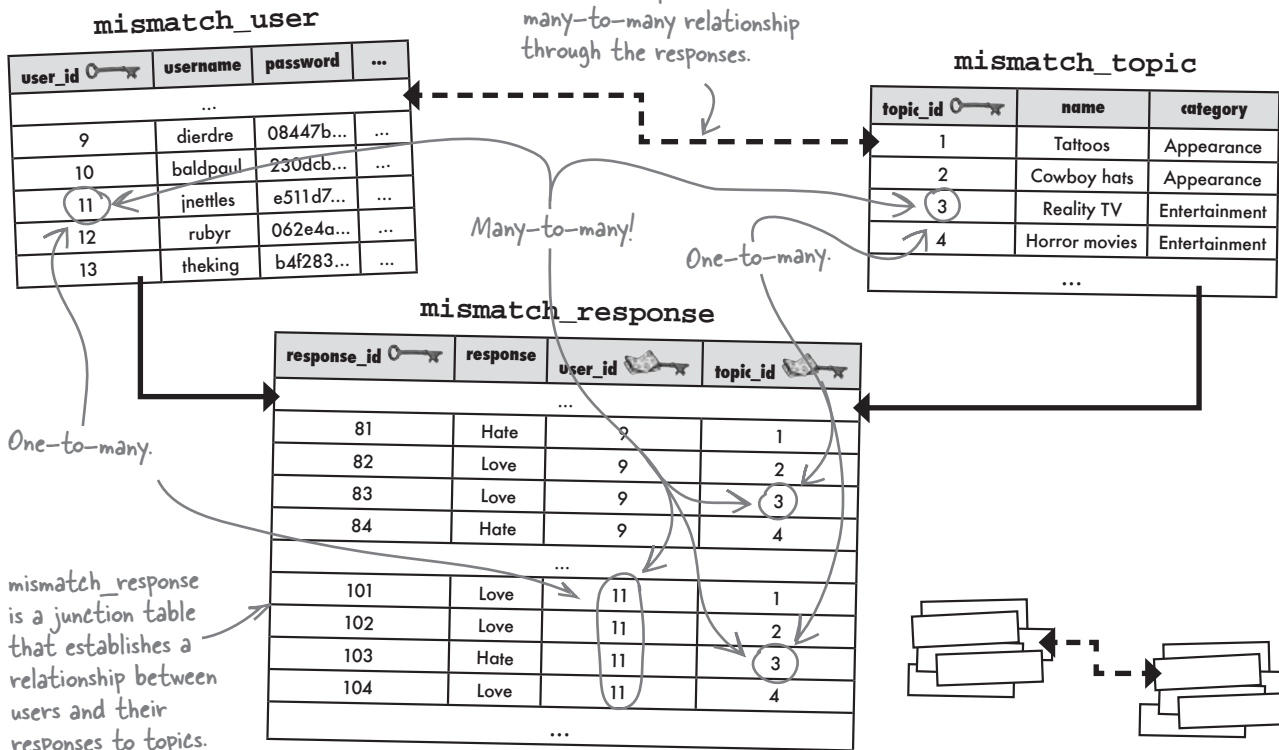 mismatch_user
user_id username password ...
...
9 dierdre 08447b... ...
10 baldpaul 230dcb... ...
11 jnettles e511d7... ...
12 rubyr 062e4a... ...
13 theking b4f283... ...
many-to-many relationship
through the responses.
mismatch_topic
topic_id name category
1 Tattoos Appearance
2 Cowboy hats Appearance
3 Reality TV Entertainment
4 Horror movies Entertainment
...
Many-to-many!
One-to-many.
mismatch_response
response_id response user_id topic_id
...
81 Hate 9 1
82 Love 9 2
83 Love 9 3
84 Hate 9 4
...
101 Love 11 1
102 Love 11 2
103 Hate 11 3
104 Love 11 4
...
One-to-many.
mismatch_response
is a junction table
that establishes a
relationship between
users and their
responses to topics.